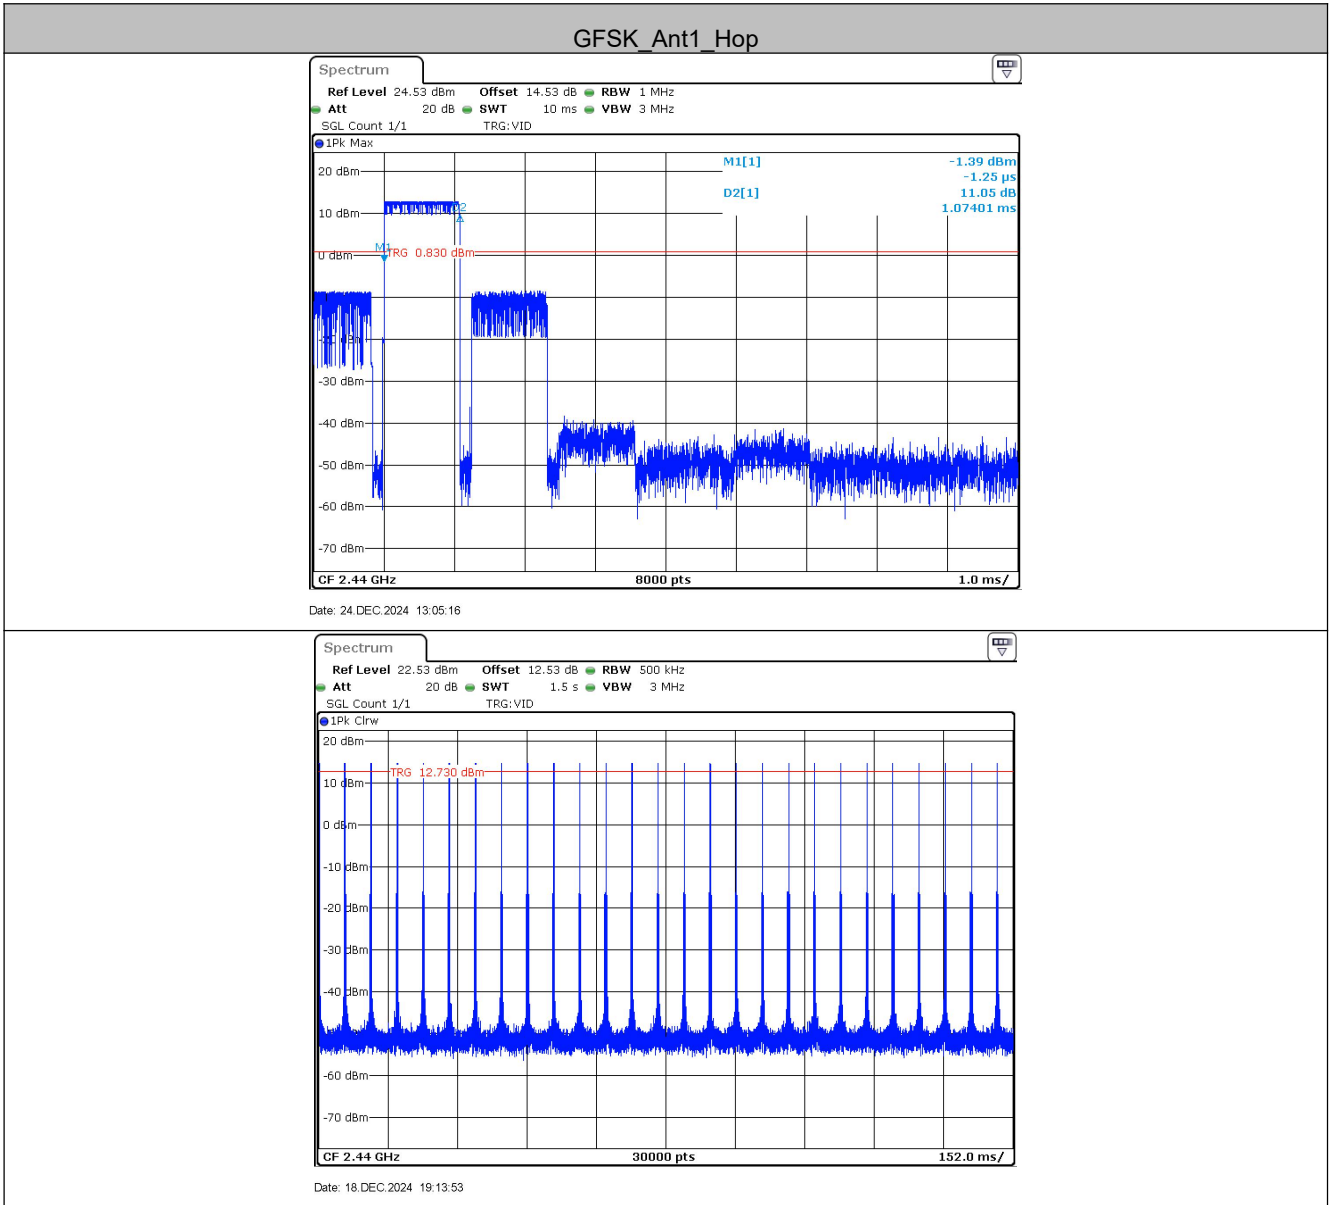 GFSK_Ant1_Hop
Spectrum
Ref Level 24.53 dBm Offset 14.53 dB RBW 1 MHz
Att 20 dB SWT 10 ms VBW 3 MHz
SGL Count 1/1 TRG:VID
1Pk Max
M1[1] -1.39 dBm
-1.25 µs
20 dBm
D2[1] 11.05 dB
1.07401 ms
10 dBm
D2
M1
TRG 0.830 dBm
0 dBm
-20 dBm
-30 dBm
-40 dBm
-50 dBm
-60 dBm
-70 dBm
CF 2.44 GHz 8000 pts 1.0 ms/
Date: 24.DEC.2024 13:05:16
Spectrum
Ref Level 22.53 dBm Offset 12.53 dB RBW 500 kHz
Att 20 dB SWT 1.5 s VBW 3 MHz
SGL Count 1/1 TRG:VID
1Pk Clrw
20 dBm
TRG 12.730 dBm
10 dBm
0 dBm
-10 dBm
-20 dBm
-30 dBm
-40 dBm
-60 dBm
-70 dBm
CF 2.44 GHz 30000 pts 152.0 ms/
Date: 18.DEC.2024 19:13:53